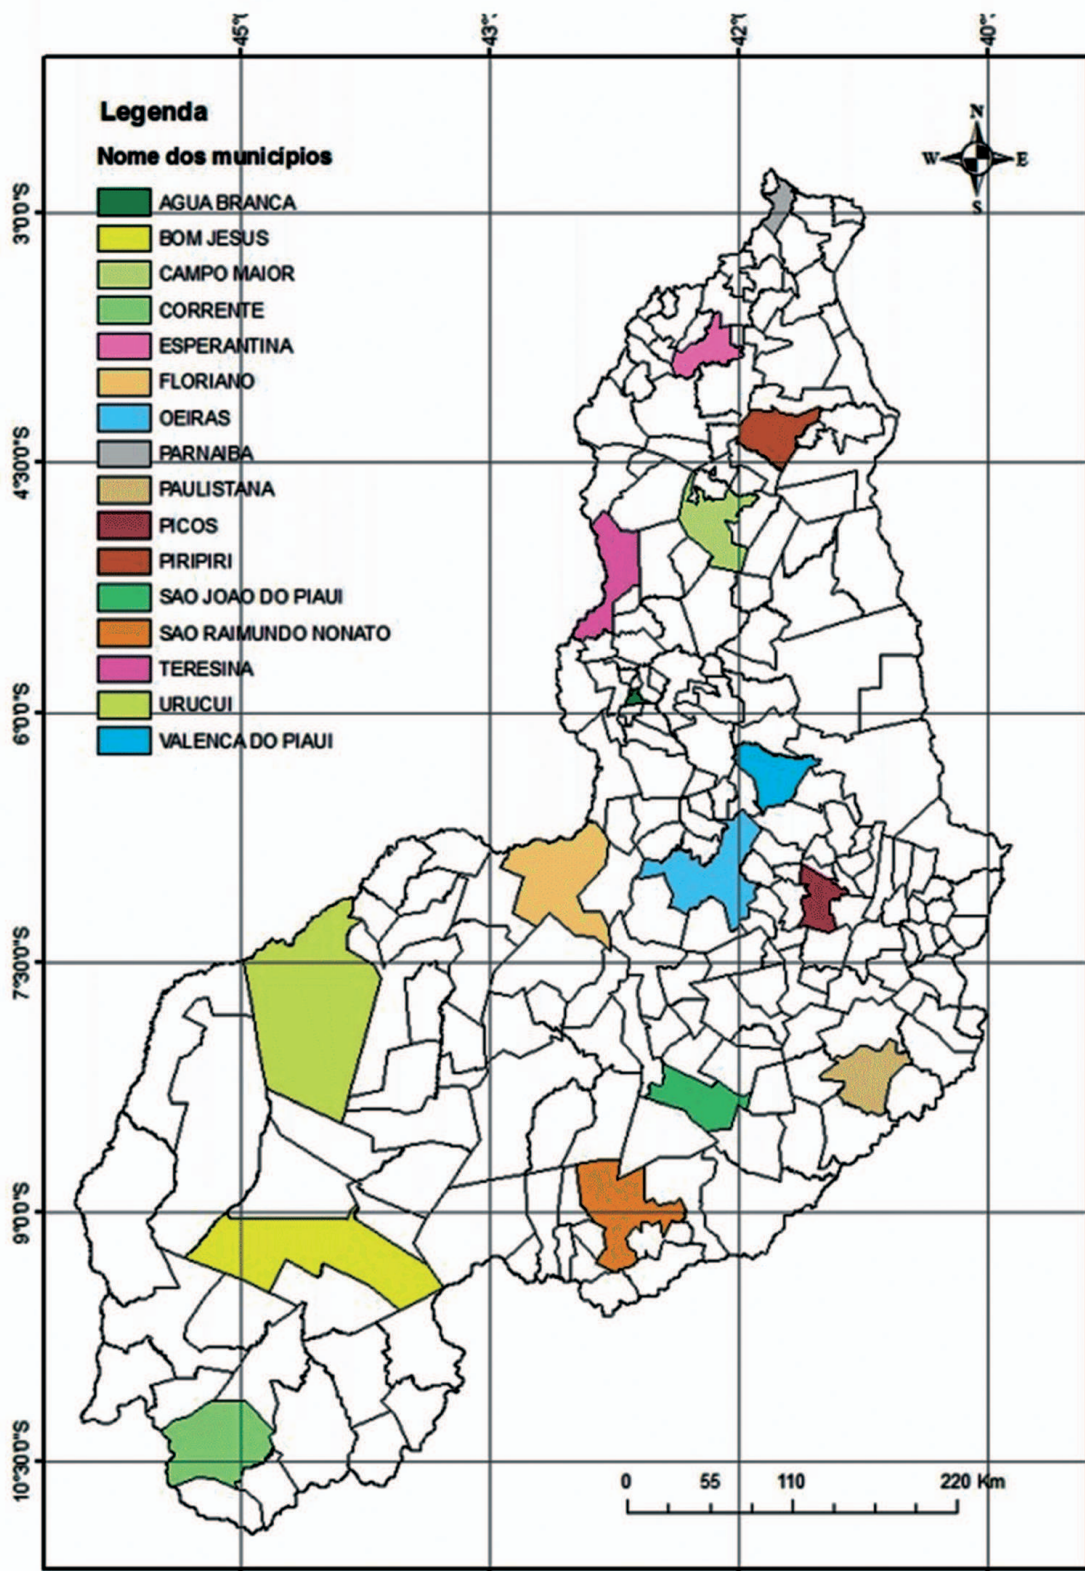 45°(
43°(
42°(
40°(
Legenda
Nome dos municípios
AGUA BRANCA
BOM JESUS
CAMPO MAIOR
CORRENTE
ESPERANTINA
FLORIANO
OEIRAS
PARNAIBA
PAULISTANA
PICOS
PIRIPIRI
SAO JOAO DO PIAUI
SAO RAIMUNDO NONATO
TERESINA
URUCUI
VALENCA DO PIAUI
N
W E
S
3°0'0"S
4°30'0"S
6°0'0"S
7°30'0"S
9°0'0"S
10°30'0"S
0 55 110 220 Km